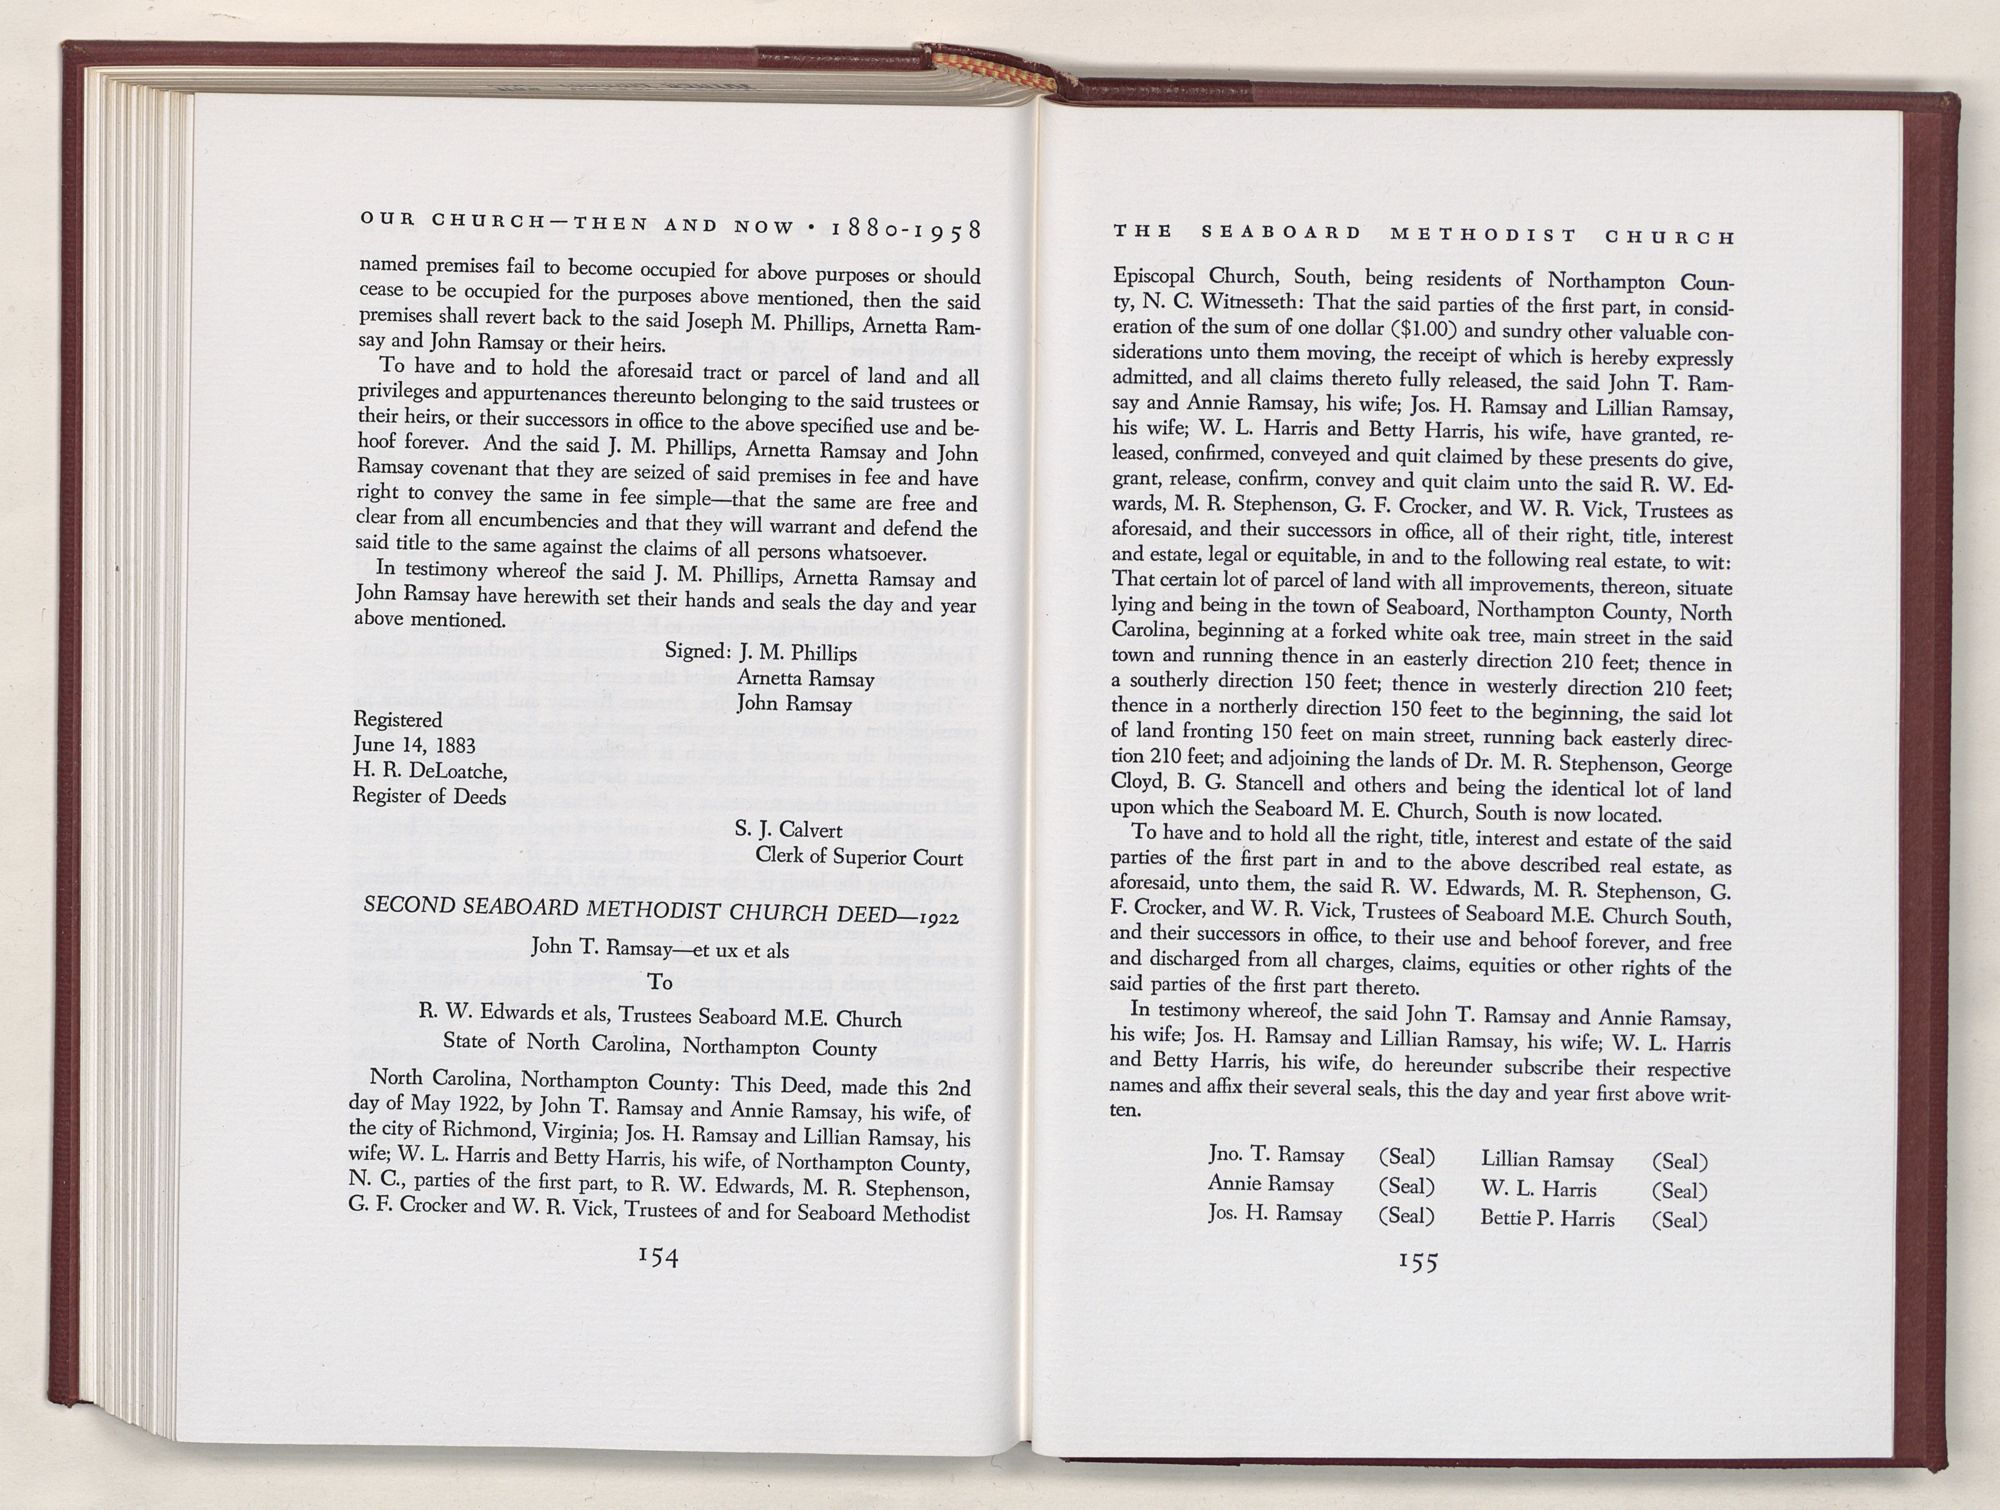 OUR CHURCH—THEN AND NOW • 1880-1958
named premises fail to become occupied for above purposes or should
cease to be occupied for the purposes above mentioned, then the said
premises shall revert back to the said Joseph M. Phillips, Arnetta Ram-
say and John Ramsay or their heirs.
To have and to hold the aforesaid tract or parcel of land and all
privileges and appurtenances thereunto belonging to the said trustees or
their heirs, or their successors in office to the above specified use and be-
hoof forever. And the said J. M. Phillips, Arnetta Ramsay and John
Ramsay covenant that they are seized of said premises in fee and have
right to convey the same in fee simple—that the same are free and
clear from all encumbencies and that they will warrant and defend the
said title to the same against the claims of all persons whatsoever.
In testimony whereof the said J. M. Phillips, Arnetta Ramsay and
John Ramsay have herewith set their hands and seals the day and year
above mentioned.
Signed: J. M. Phillips
Arnetta Ramsay
John Ramsay
Registered
June 14, 1883
H. R. DeLoatche,
Register of Deeds
S. J. Calvert
Clerk of Superior Court
SECOND SEABOARD METHODIST CHURCH DEED—1922
John T. Ramsay—et ux et als
To
R. W. Edwards et als, Trustees Seaboard M.E. Church
State of North Carolina, Northampton County
North Carolina, Northampton County: This Deed, made this 2nd
day of May 1922, by John T. Ramsay and Annie Ramsay, his wife, of
the city of Richmond, Virginia; Jos. H. Ramsay and Lillian Ramsay, his
wife; W. L. Harris and Betty Harris, his wife, of Northampton County,
N. C., parties of the first part, to R. W. Edwards, M. R. Stephenson,
G. F. Crocker and W. R. Vick, Trustees of and for Seaboard Methodist
154
THE SEABOARD METHODIST CHURCH
Episcopal Church, South, being residents of Northampton Coun-
ty, N. C. Witnesseth: That the said parties of the first part, in consid-
eration of the sum of one dollar ($1.00) and sundry other valuable con-
siderations unto them moving, the receipt of which is hereby expressly
admitted, and all claims thereto fully released, the said John T. Ram-
say and Annie Ramsay, his wife; Jos. H. Ramsay and Lillian Ramsay,
his wife; W. L. Harris and Betty Harris, his wife, have granted, re-
leased, confirmed, conveyed and quit claimed by these presents do give,
grant, release, confirm, convey and quit claim unto the said R. W. Ed-
wards, M. R. Stephenson, G. F. Crocker, and W. R. Vick, Trustees as
aforesaid, and their successors in office, all of their right, title, interest
and estate, legal or equitable, in and to the following real estate, to wit:
That certain lot of parcel of land with all improvements, thereon, situate
lying and being in the town of Seaboard, Northampton County, North
Carolina, beginning at a forked white oak tree, main street in the said
town and running thence in an easterly direction 210 feet; thence in
a southerly direction 150 feet; thence in westerly direction 210 feet;
thence in a northerly direction 150 feet to the beginning, the said lot
of land fronting 150 feet on main street, running back easterly direc-
tion 210 feet; and adjoining the lands of Dr. M. R. Stephenson, George
Cloyd, B. G. Stancell and others and being the identical lot of land
upon which the Seaboard M. E. Church, South is now located.
To have and to hold all the right, title, interest and estate of the said
parties of the first part in and to the above described real estate, as
aforesaid, unto them, the said R. W. Edwards, M. R. Stephenson, G.
F. Crocker, and W. R. Vick, Trustees of Seaboard M.E. Church South,
and their successors in office, to their use and behoof forever, and free
and discharged from all charges, claims, equities or other rights of the
said parties of the first part thereto.
In testimony whereof, the said John T. Ramsay and Annie Ramsay,
his wife; Jos. H. Ramsay and Lillian Ramsay, his wife; W. L. Harris
and Betty Harris, his wife, do hereunder subscribe their respective
names and affix their several seals, this the day and year first above writ-
ten.
Jno. T. Ramsay (Seal) Lillian Ramsay (Seal)
Annie Ramsay (Seal) W. L. Harris (Seal)
Jos. H. Ramsay (Seal) Bettie P. Harris (Seal)
155